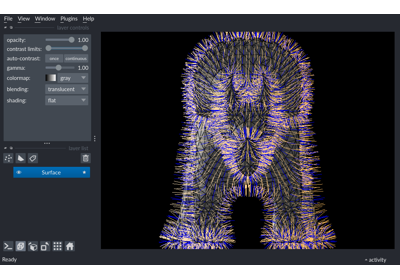 File View Window Plugins Help
layer controls
opacity: 1.00
contrast limits:
auto-contrast: once continuous
gamma: 1.00
colormap: gray
blending: translucent
shading: flat
layer list
Surface
Ready activity